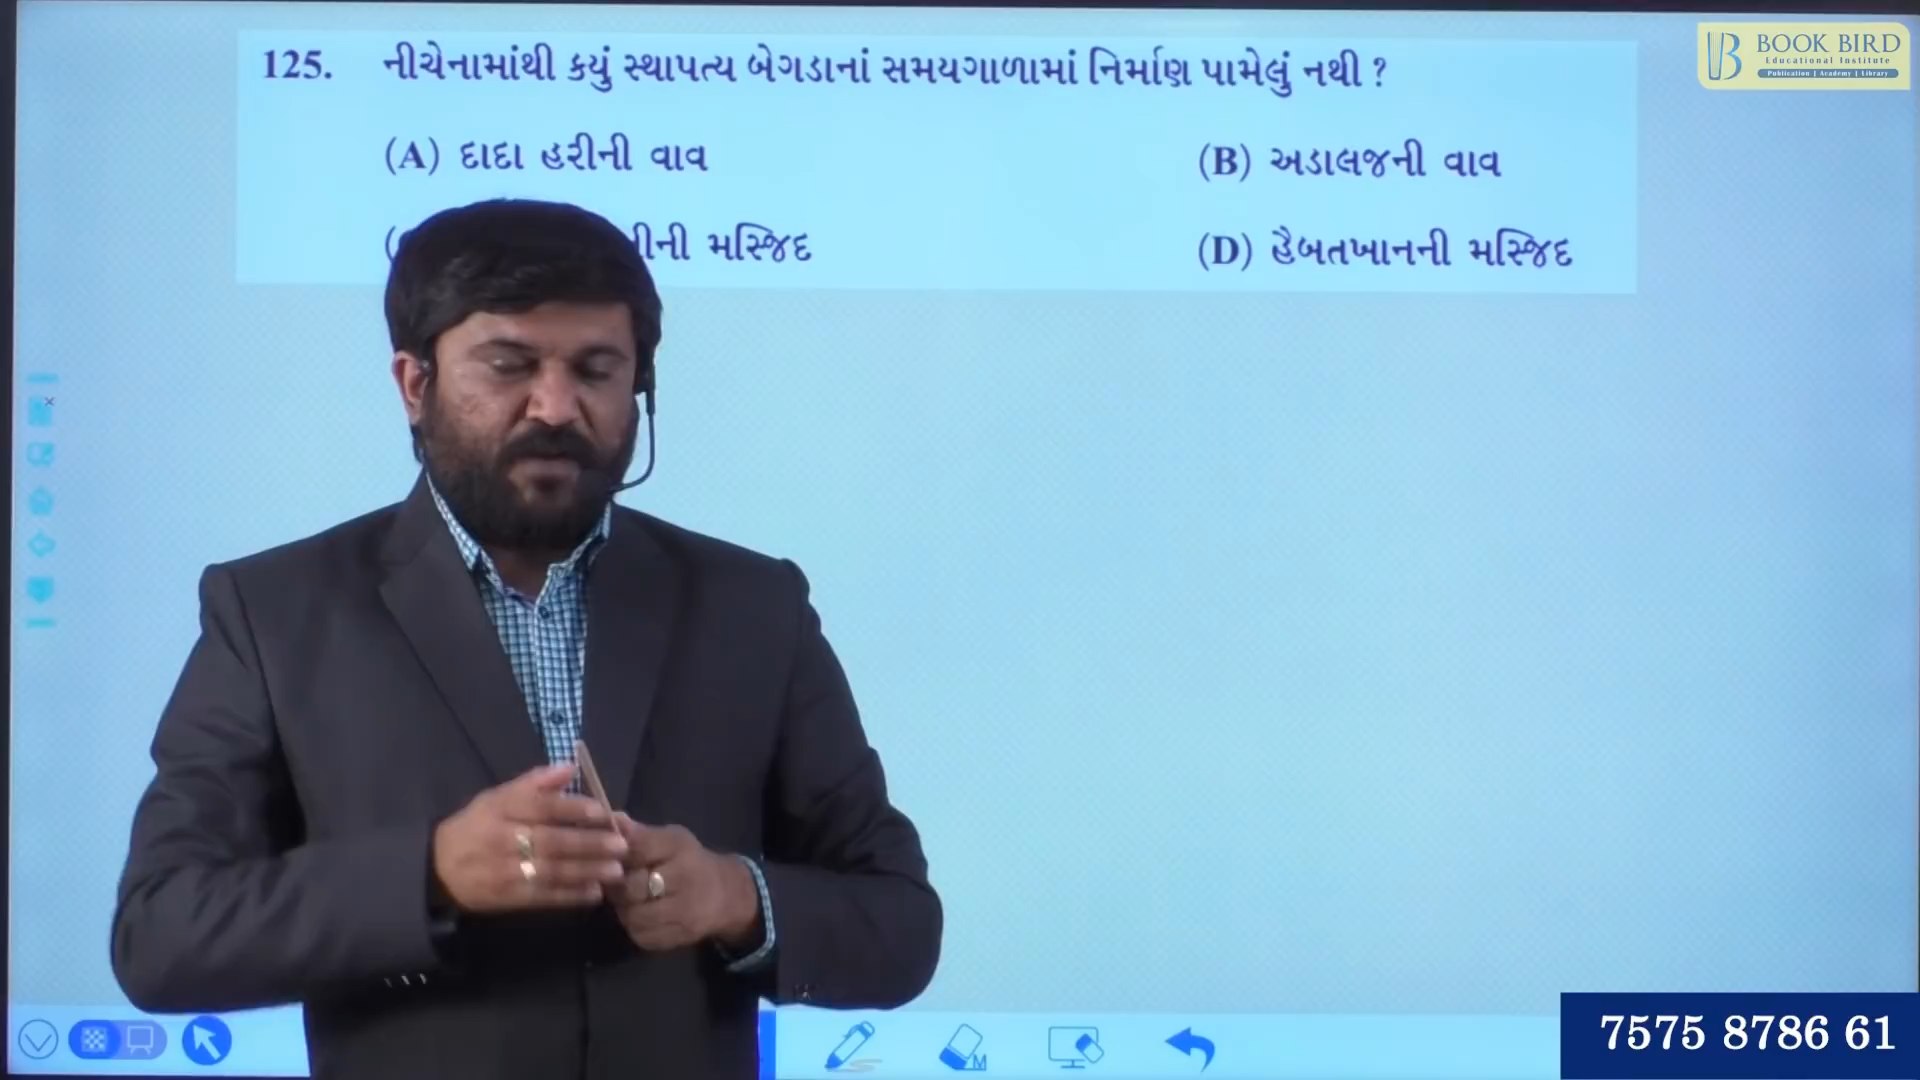 125. નીચેનામાંથી કયું સ્થાપત્ય બેગડાનાં સમયગાળામાં નિર્માણ પામેલું નથી ?
(A) દાદા હરીની વાવ
(B) અડાલજની વાવ
મસ્જિદ
(D) હૈબતખાનની મસ્જિદ
BOOK BIRD
Educational Institute
Publication | Academy | Library
M
7575 8786 61